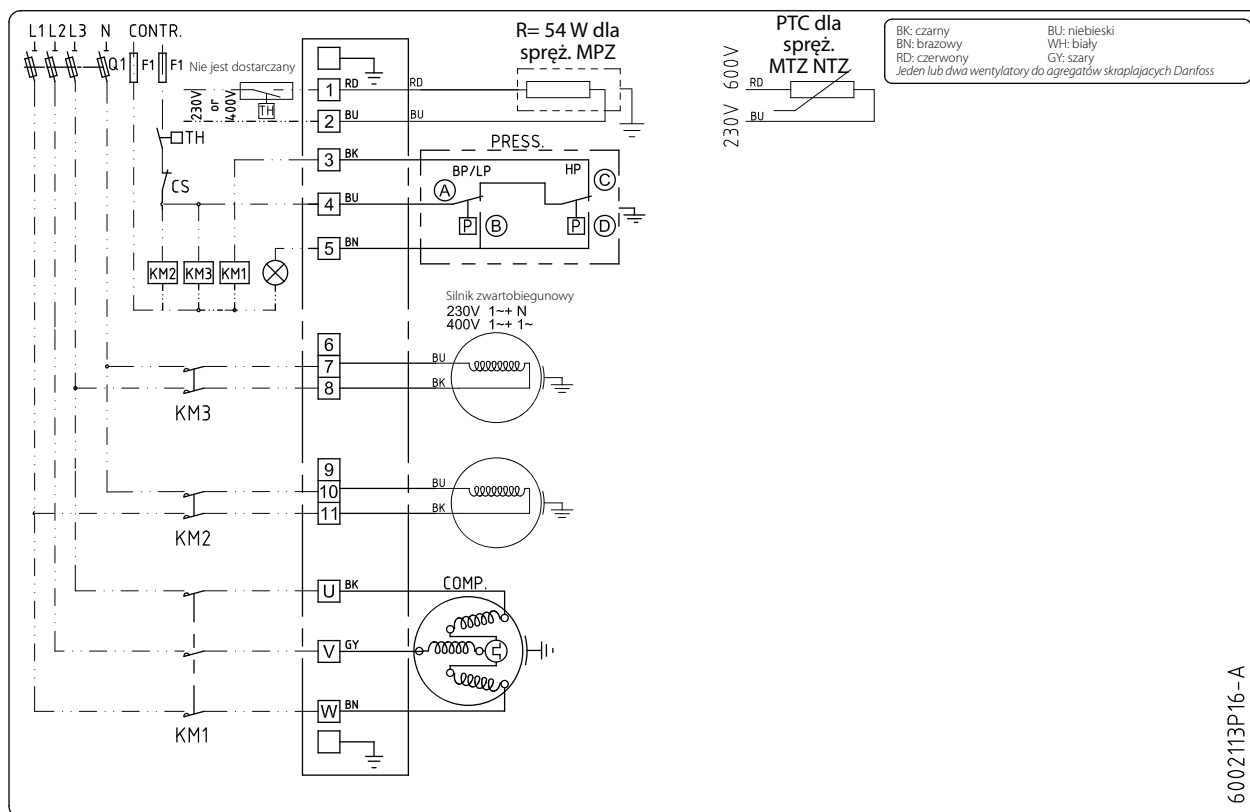 L1 L2 L3 N CONTR.
Q1 F1 F1
Nie jest dostarczany
230V or 400V
TH
TH
CS
KM2 KM3 KM1
1 RD RD
2 BU BU
3 BK
4 BU
5 BN
R= 54 W dla
spręż. MPZ
PRESS.
BP/LP HP
A B C D
P P
PTC dla
spręż.
MTZ NTZ
230V 600V
RD
BU
BK: czarny BU: niebieski
BN: brazowy WH: biały
RD: czerwony GY: szary
Jeden lub dwa wentylatory do agregatów skraplajacych Danfoss
Silnik zwartobiegunowy
230V 1~+ N
400V 1~+ 1~
6
7 BU
8 BK
KM3
9
10 BU
11 BK
KM2
U BK
COMP.
V GY
W BN
KM1
6002113P16-A